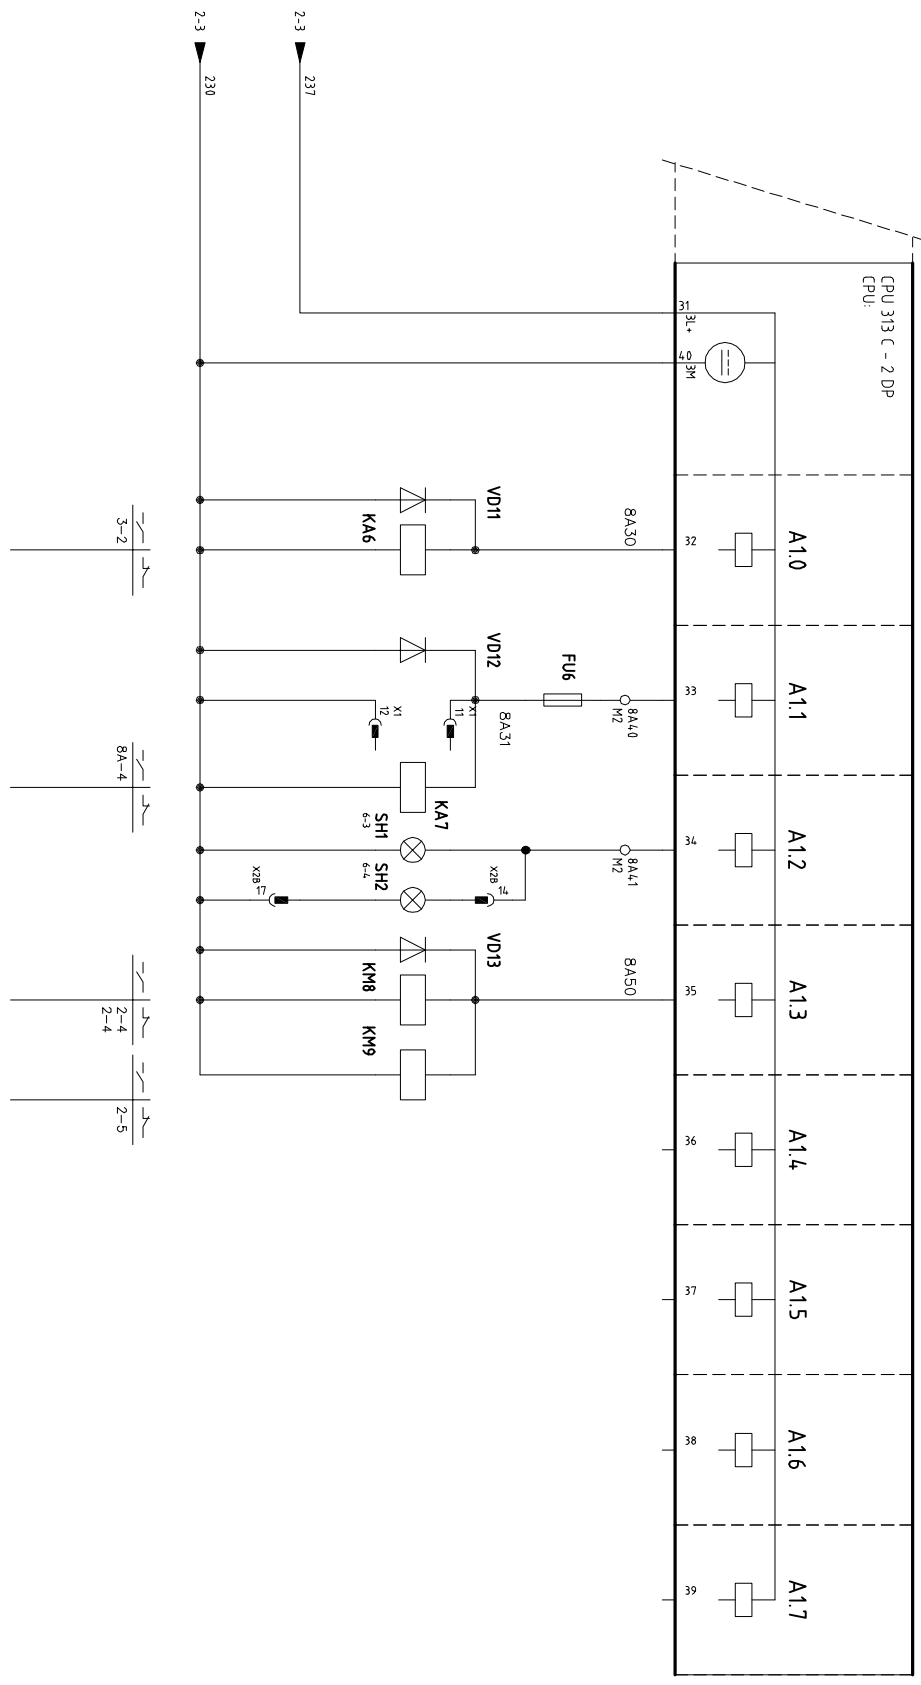 CPU 313 C - 2 DP
CPU:
A1.0
A1.1
A1.2
A1.3
A1.4
A1.5
A1.6
A1.7
31
3L+
40
3M
32
33
34
35
36
37
38
39
8A30
8A40
M2
8A41
M2
8A50
FU6
8A31
VD11
VD12
VD13
X1
11
X2B
14
KA7
KA6
X1
12
SH1
6-3
SH2
6-4
KM8
KM9
X2B
17
2-3
237
2-3
230
3-2
8A-4
2-4
2-4
2-5